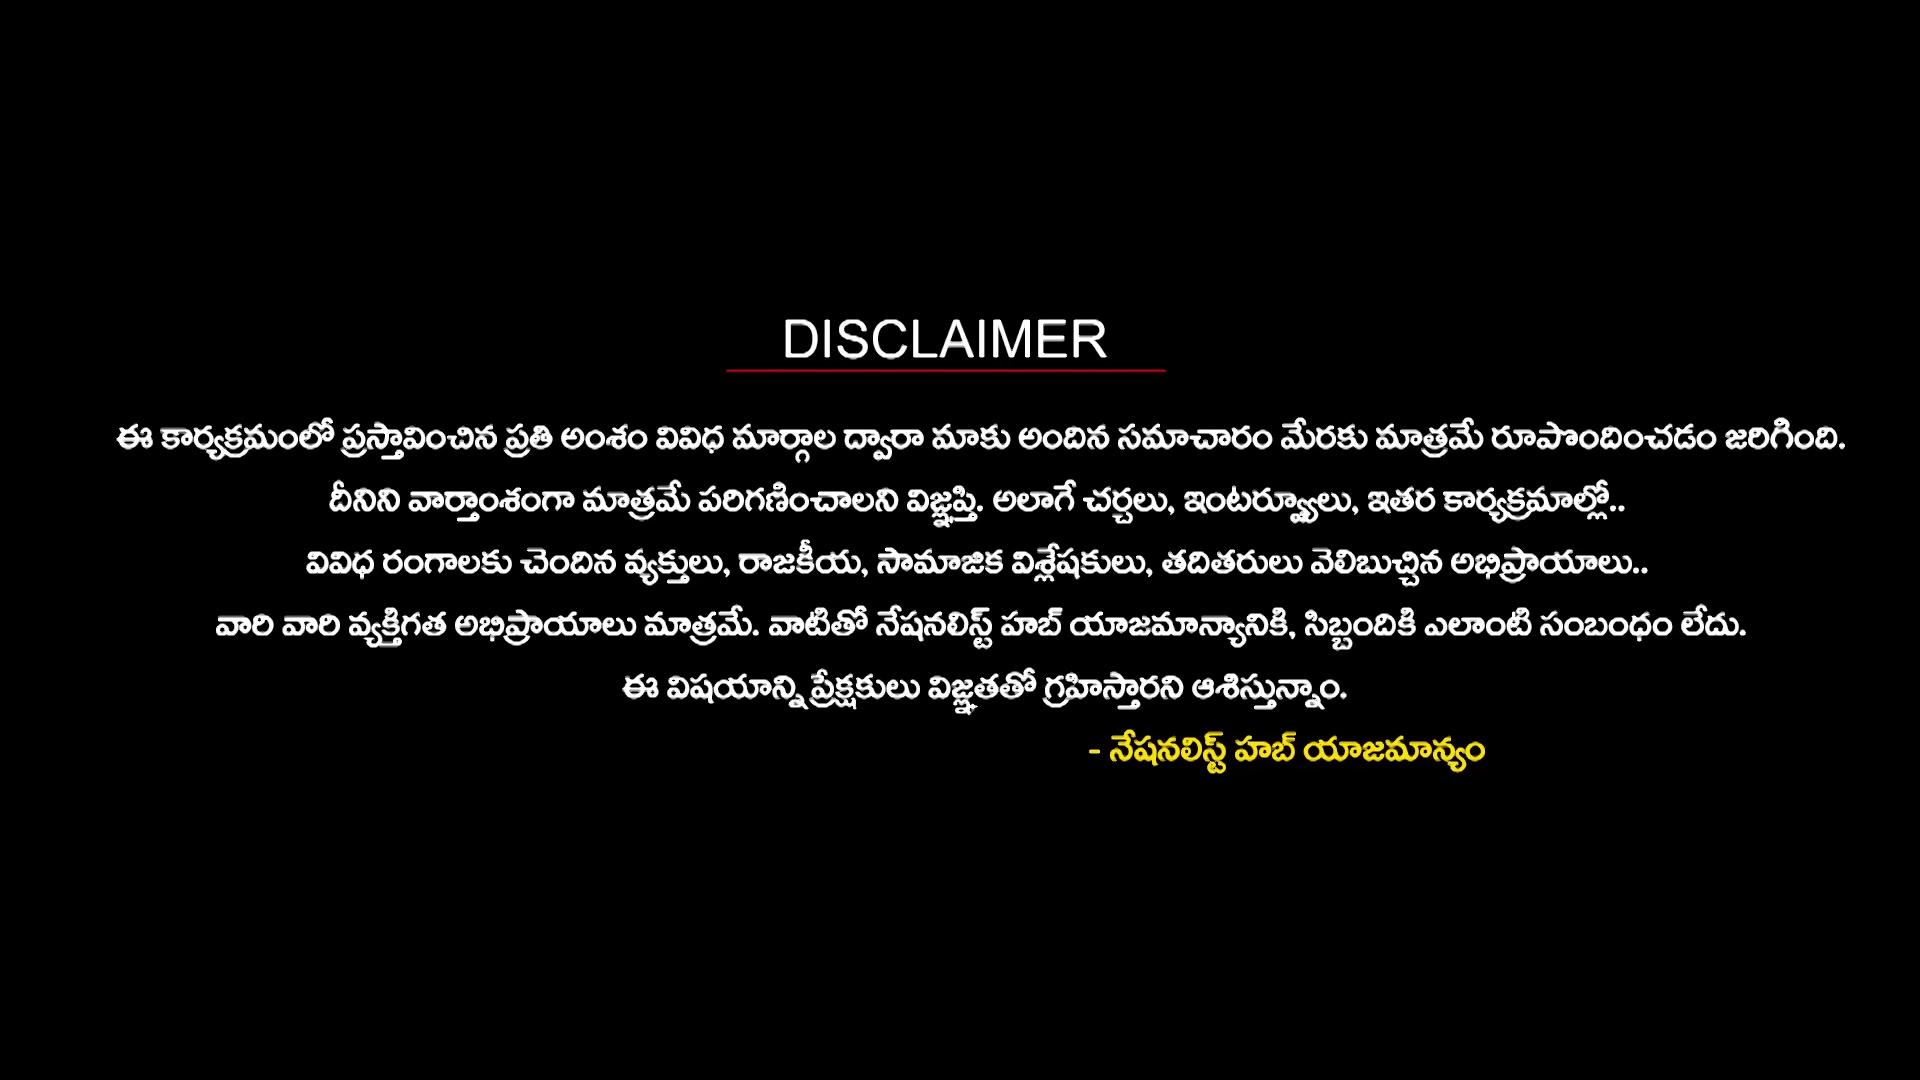 DISCLAIMER
ఈ కార్యక్రమంలో ప్రస్తావించిన ప్రతి అంశం వివిధ మార్గాల ద్వారా మాకు అందిన సమాచారం మేరకు మాత్రమే రూపొందించడం జరిగింది.
దీనిని వార్తాంశంగా మాత్రమే పరిగణించాలని విజ్ఞప్తి. అలాగే చర్చలు, ఇంటర్వ్యూలు, ఇతర కార్యక్రమాల్లో..
వివిధ రంగాలకు చెందిన వ్యక్తులు, రాజకీయ, సామాజిక విశ్లేషకులు, తదితరులు వెలిబుచ్చిన అభిప్రాయాలు..
వారి వారి వ్యక్తిగత అభిప్రాయాలు మాత్రమే. వాటితో నేషనలిస్ట్ హబ్ యాజమాన్యానికి, సిబ్బందికి ఎలాంటి సంబంధం లేదు.
ఈ విషయాన్ని ప్రేక్షకులు విజ్ఞతతో గ్రహిస్తారని ఆశిస్తున్నాం.
- నేషనలిస్ట్ హబ్ యాజమాన్యం